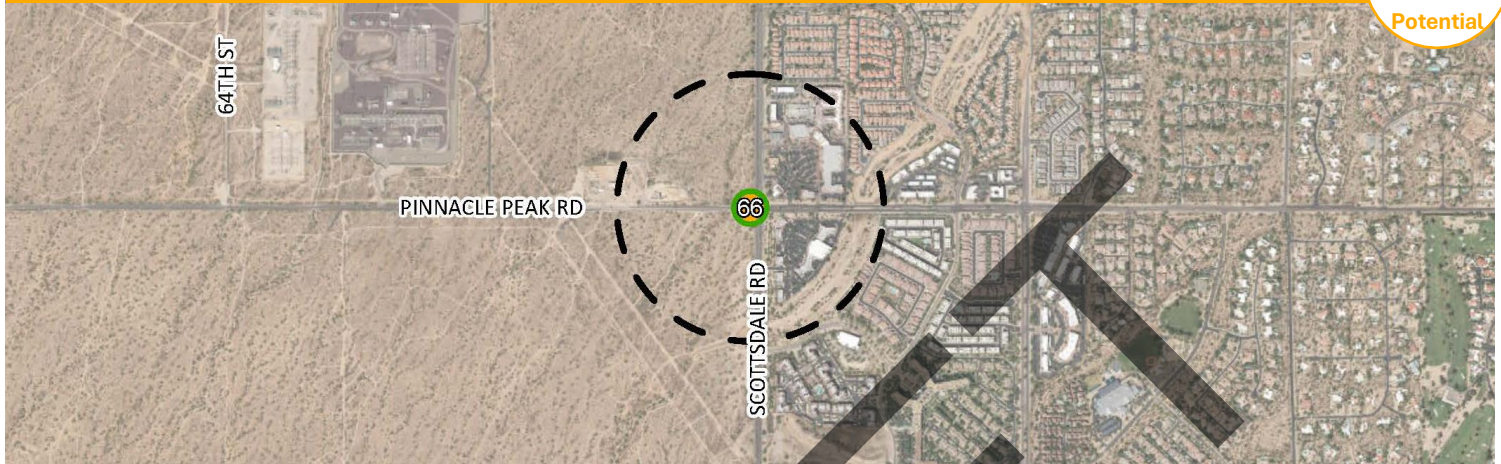 Potential
64TH ST
PINNACLE PEAK RD
66
SCOTTSDALE RD